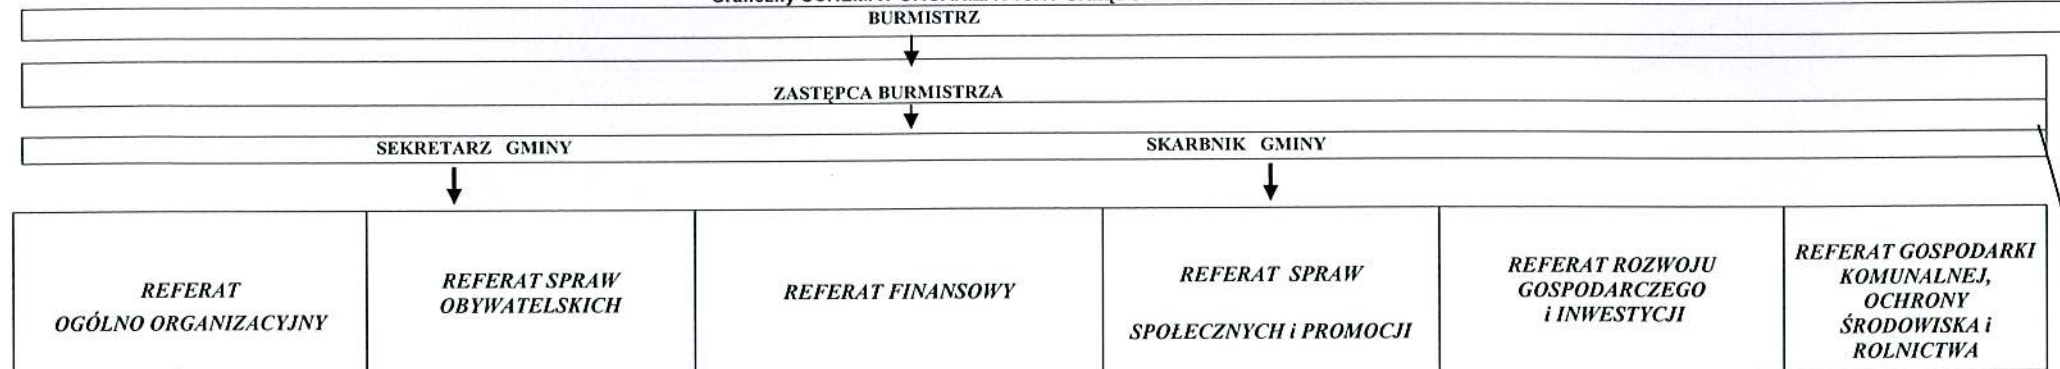 BURMISTRZ
ZASTĘPCA BURMISTRZA
SEKRETARZ GMINY
SKARBNIK GMINY
REFERAT
OGÓLNO ORGANIZACYJNY
REFERAT SPRAW
OBYWATELSKICH
REFERAT FINANSOWY
REFERAT SPRAW
SPOŁECZNYCH i PROMOCJI
REFERAT ROZWOJU
GOSPODARCZEGO
i INWESTYCJI
REFERAT GOSPODARKI
KOMUNALNEJ,
OCHRONY
ŚRODOWISKA i
ROLNICTWA